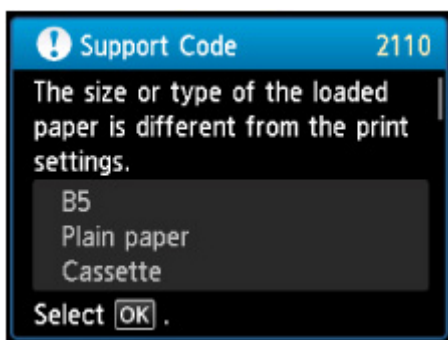 Support Code 2110
The size or type of the loaded
paper is different from the print
settings.
B5
Plain paper
Cassette
Select OK .